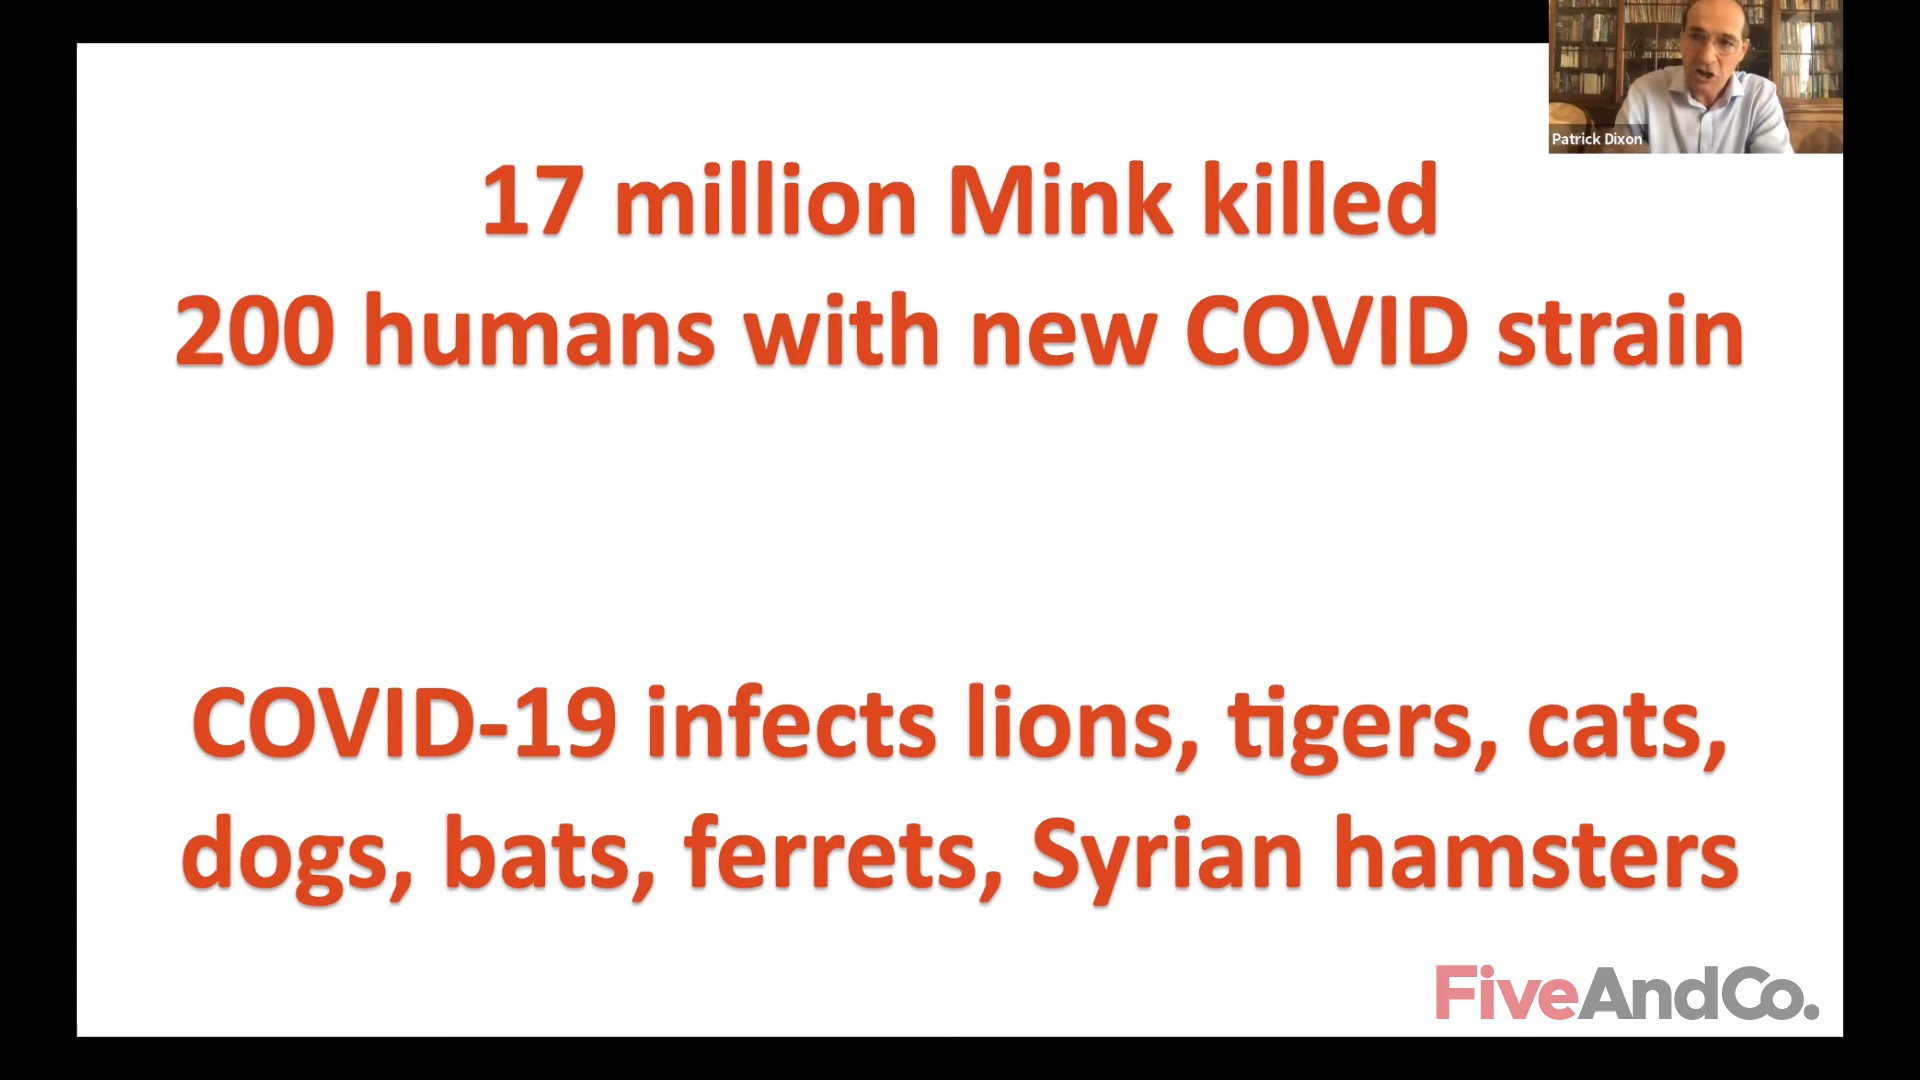 Patrick Dixon
17 million Mink killed
200 humans with new COVID strain
COVID-19 infects lions, tigers, cats,
dogs, bats, ferrets, Syrian hamsters
FiveAndCo.